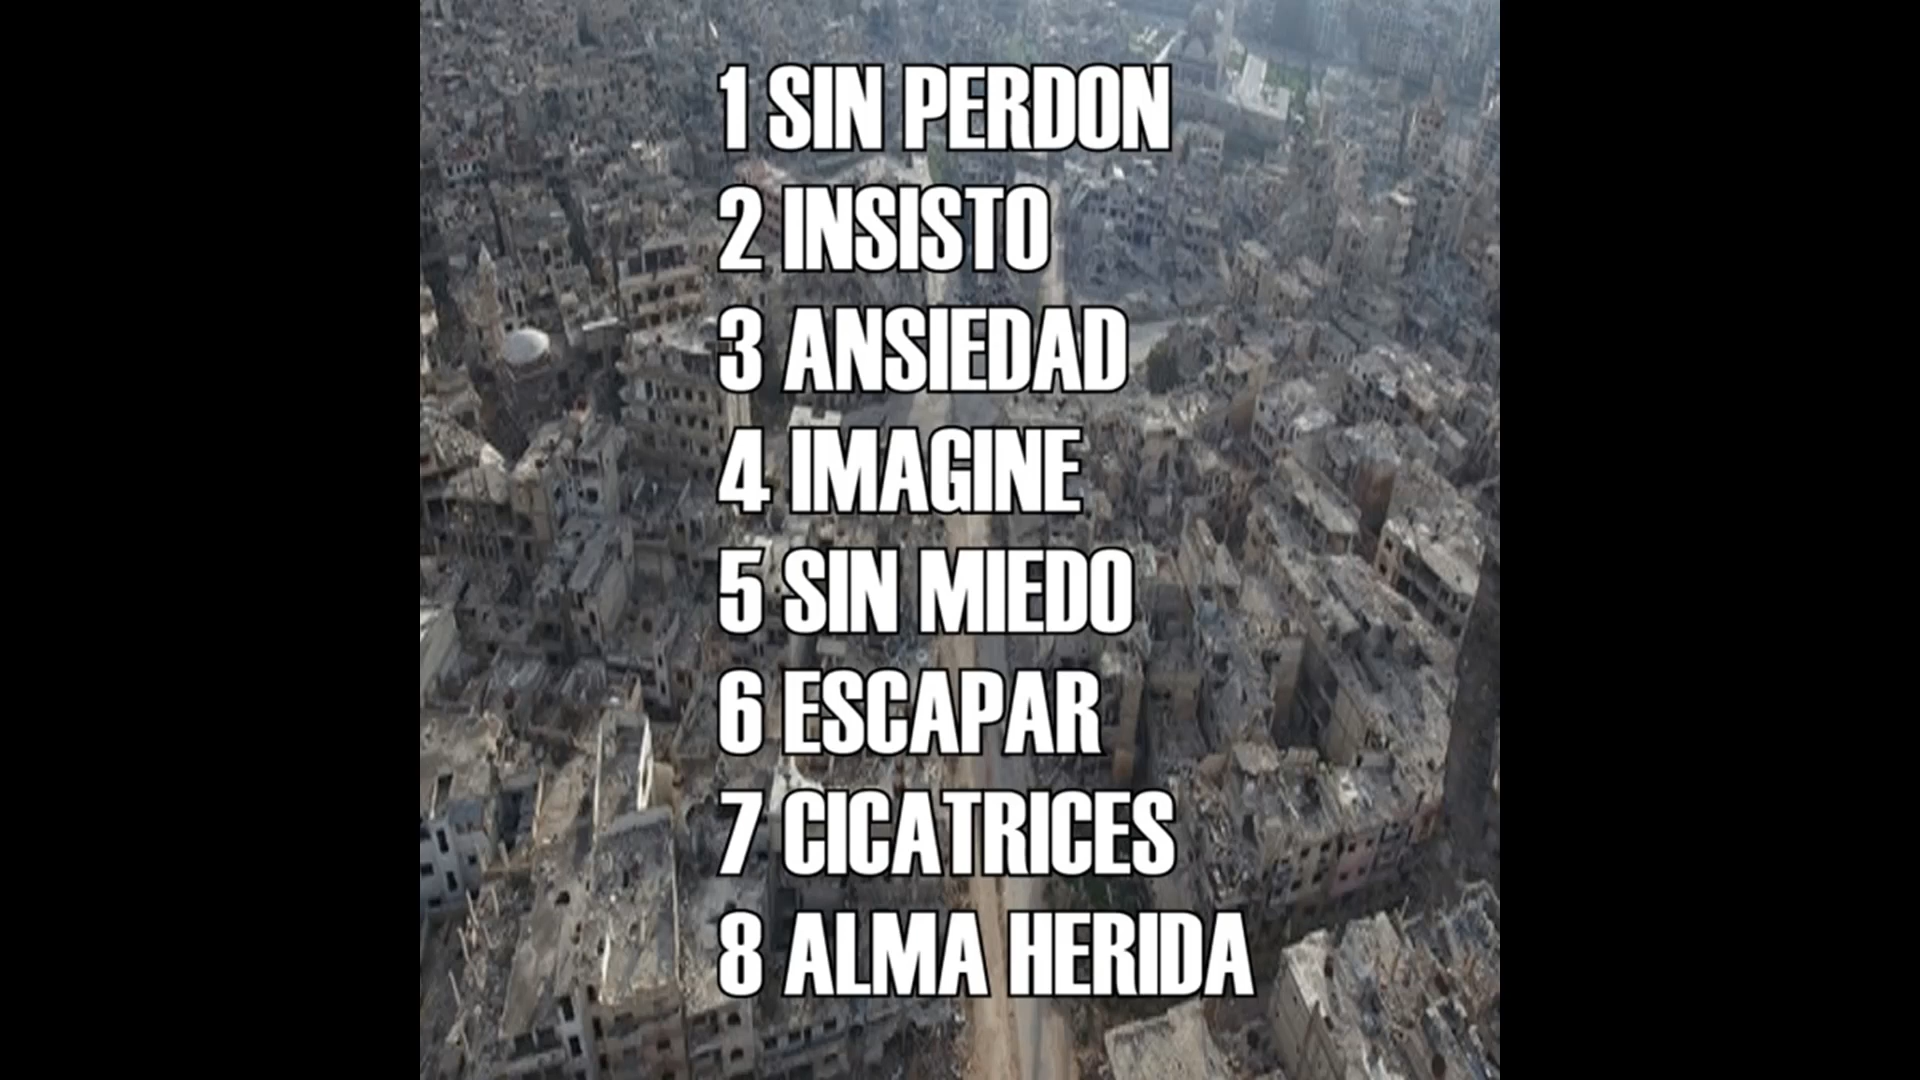 1 SIN PERDON
2 INSISTO
3 ANSIEDAD
4 IMAGINE
5 SIN MIEDO
6 ESCAPAR
7 CICATRICES
8 ALMA HERIDA